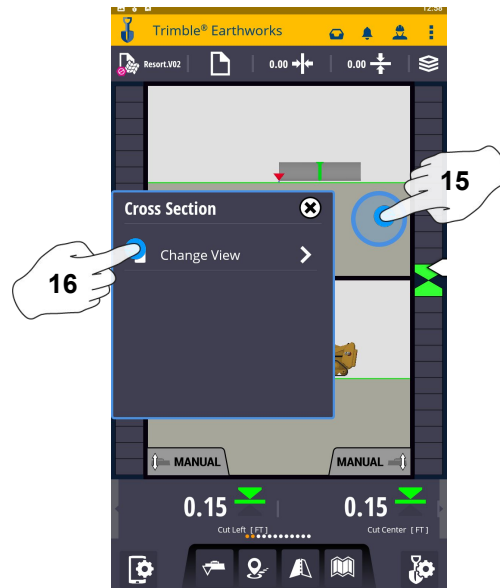 12:58
Trimble® Earthworks
Resort.V02
0.00
0.00
15
Cross Section
Change View
16
MANUAL
MANUAL
0.15
0.15
Cut Left [FT]
Cut Center [FT]